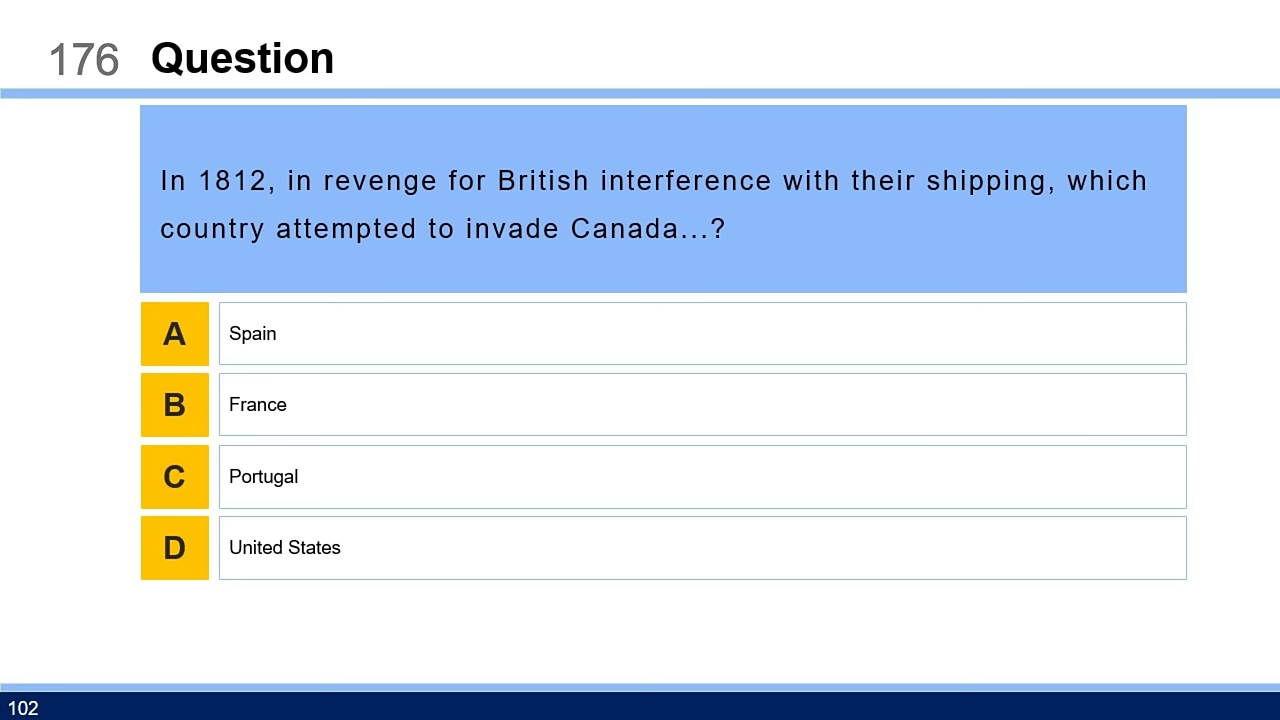 176 Question
In 1812, in revenge for British interference with their shipping, which
country attempted to invade Canada...?
A Spain
B France
C Portugal
D United States
102